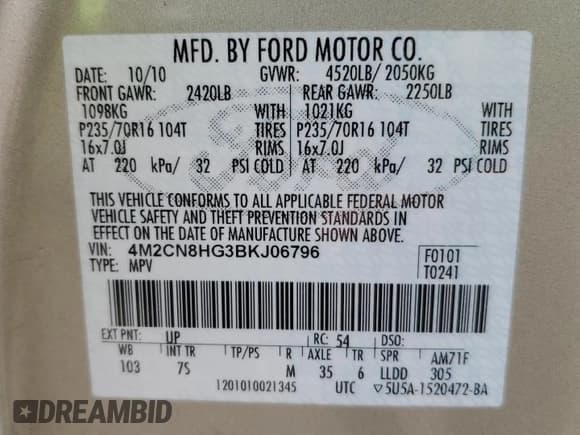 MFD. BY FORD MOTOR CO.
DATE: 10/10 GVWR: 4520LB/ 2050KG
FRONT GAWR: 2420LB REAR GAWR: 2250LB
1098KG WITH 1021KG WITH
P235/70R16 104T TIRES P235/70R16 104T TIRES
16x7.0J RIMS 16x7.0J RIMS
AT 220 kPa/ 32 PSI COLD AT 220 kPa/ 32 PSI COLD
Ford
THIS VEHICLE CONFORMS TO ALL APPLICABLE FEDERAL MOTOR
VEHICLE SAFETY AND THEFT PREVENTION STANDARDS IN
EFFECT ON THE DATE OF MANUFACTURE SHOWN ABOVE.
VIN: 4M2CN8HG3BKJ06796 F0101
TYPE: MPV T0241
EXT PNT: UP RC: 54 DSO:
WB INT TR TP/PS R AXLE TR SPR AM71F
103 7S M 35 6 LLDD 305
1201010021345 UTC ▽5U5A-1520472-BA
DREAMBID